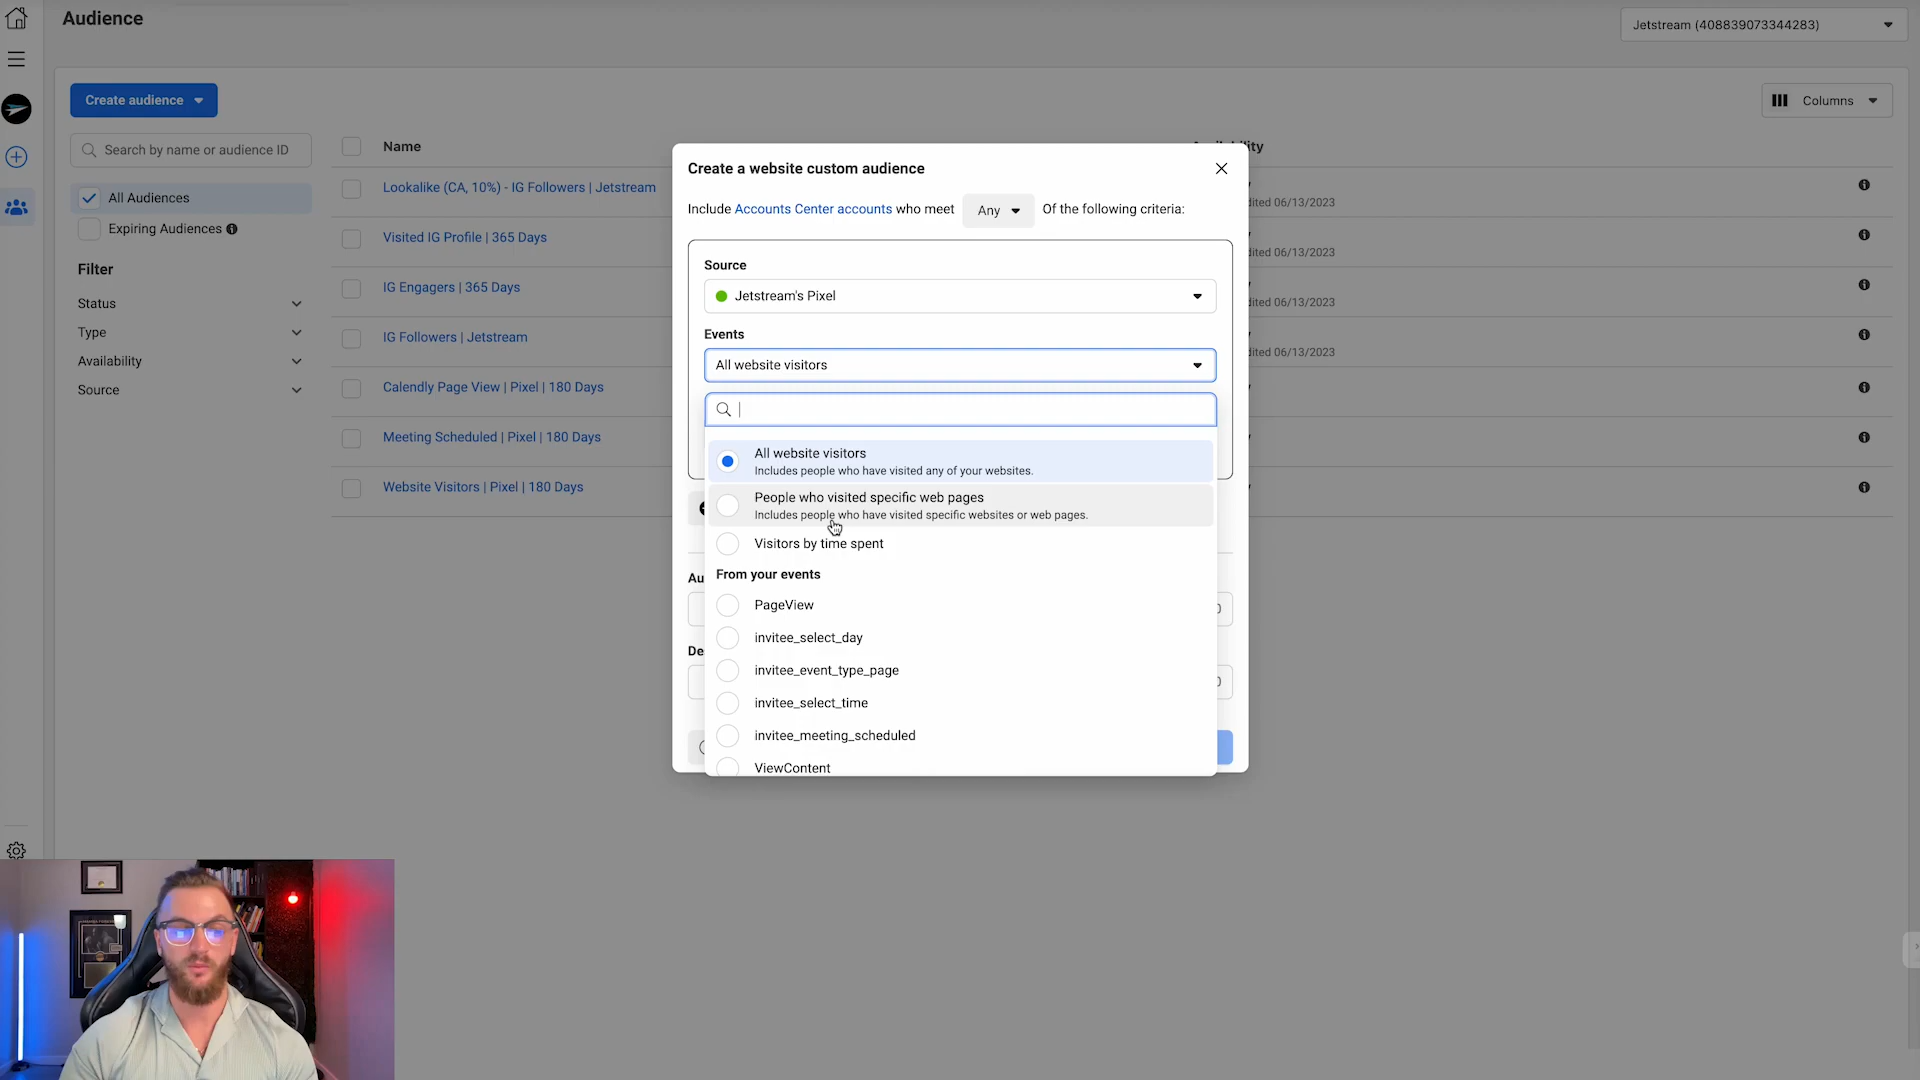 Audience
Jetstream (408839073344283)
Create audience
Columns
Search by name or audience ID
All Audiences
Expiring Audiences
Filter
Status
Type
Availability
Source
Name
Lookalike (CA, 10%) - IG Followers | Jetstream
dited 06/13/2023
Visited IG Profile | 365 Days
dited 06/13/2023
IG Engagers | 365 Days
dited 06/13/2023
IG Followers | Jetstream
dited 06/13/2023
Calendly Page View | Pixel | 180 Days
Meeting Scheduled | Pixel | 180 Days
Website Visitors | Pixel | 180 Days
Create a website custom audience
Include Accounts Center accounts who meet Any Of the following criteria:
Source
Jetstream's Pixel
Events
All website visitors
All website visitors
Includes people who have visited any of your websites.
People who visited specific web pages
Includes people who have visited specific websites or web pages.
Visitors by time spent
From your events
PageView
invitee_select_day
invitee_event_type_page
invitee_select_time
invitee_meeting_scheduled
ViewContent
Au
De